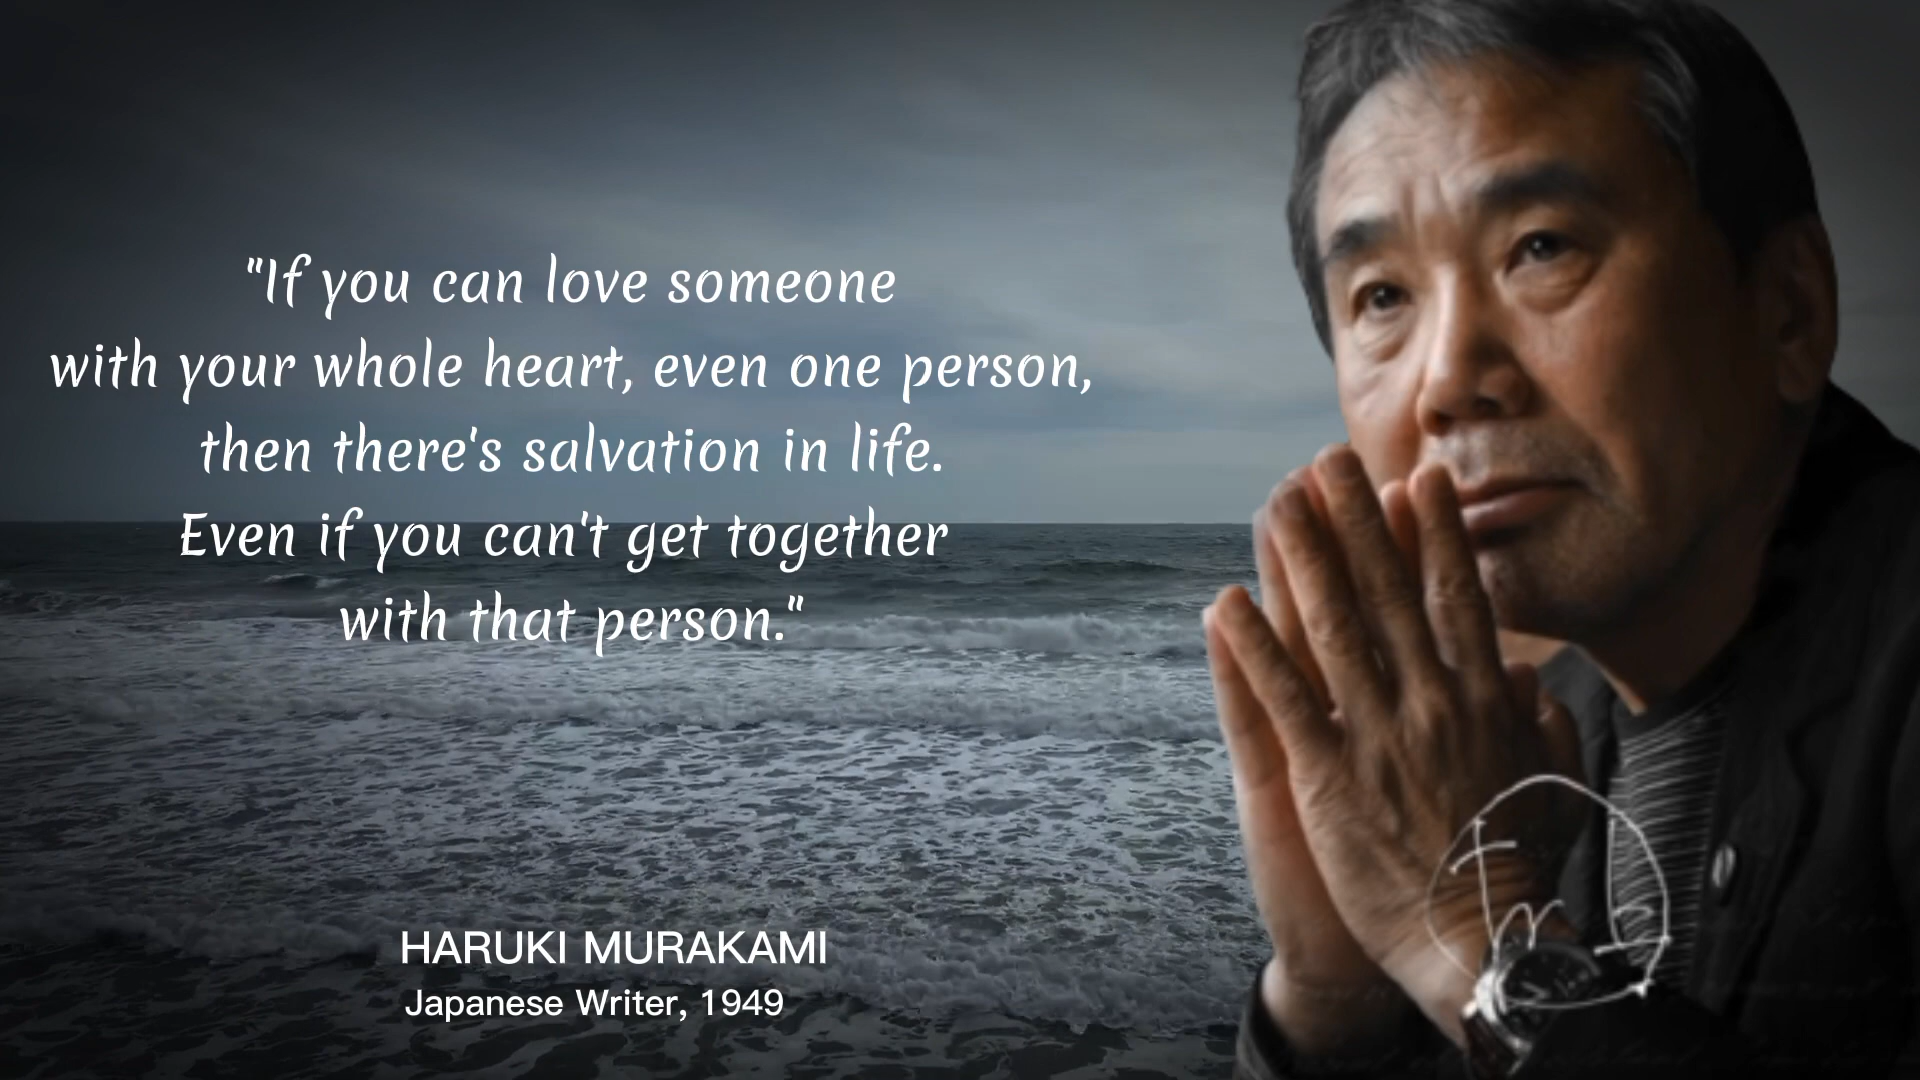 "If you can love someone
with your whole heart, even one person,
then there's salvation in life.
Even if you can't get together
with that person."
HARUKI MURAKAMI
Japanese Writer, 1949